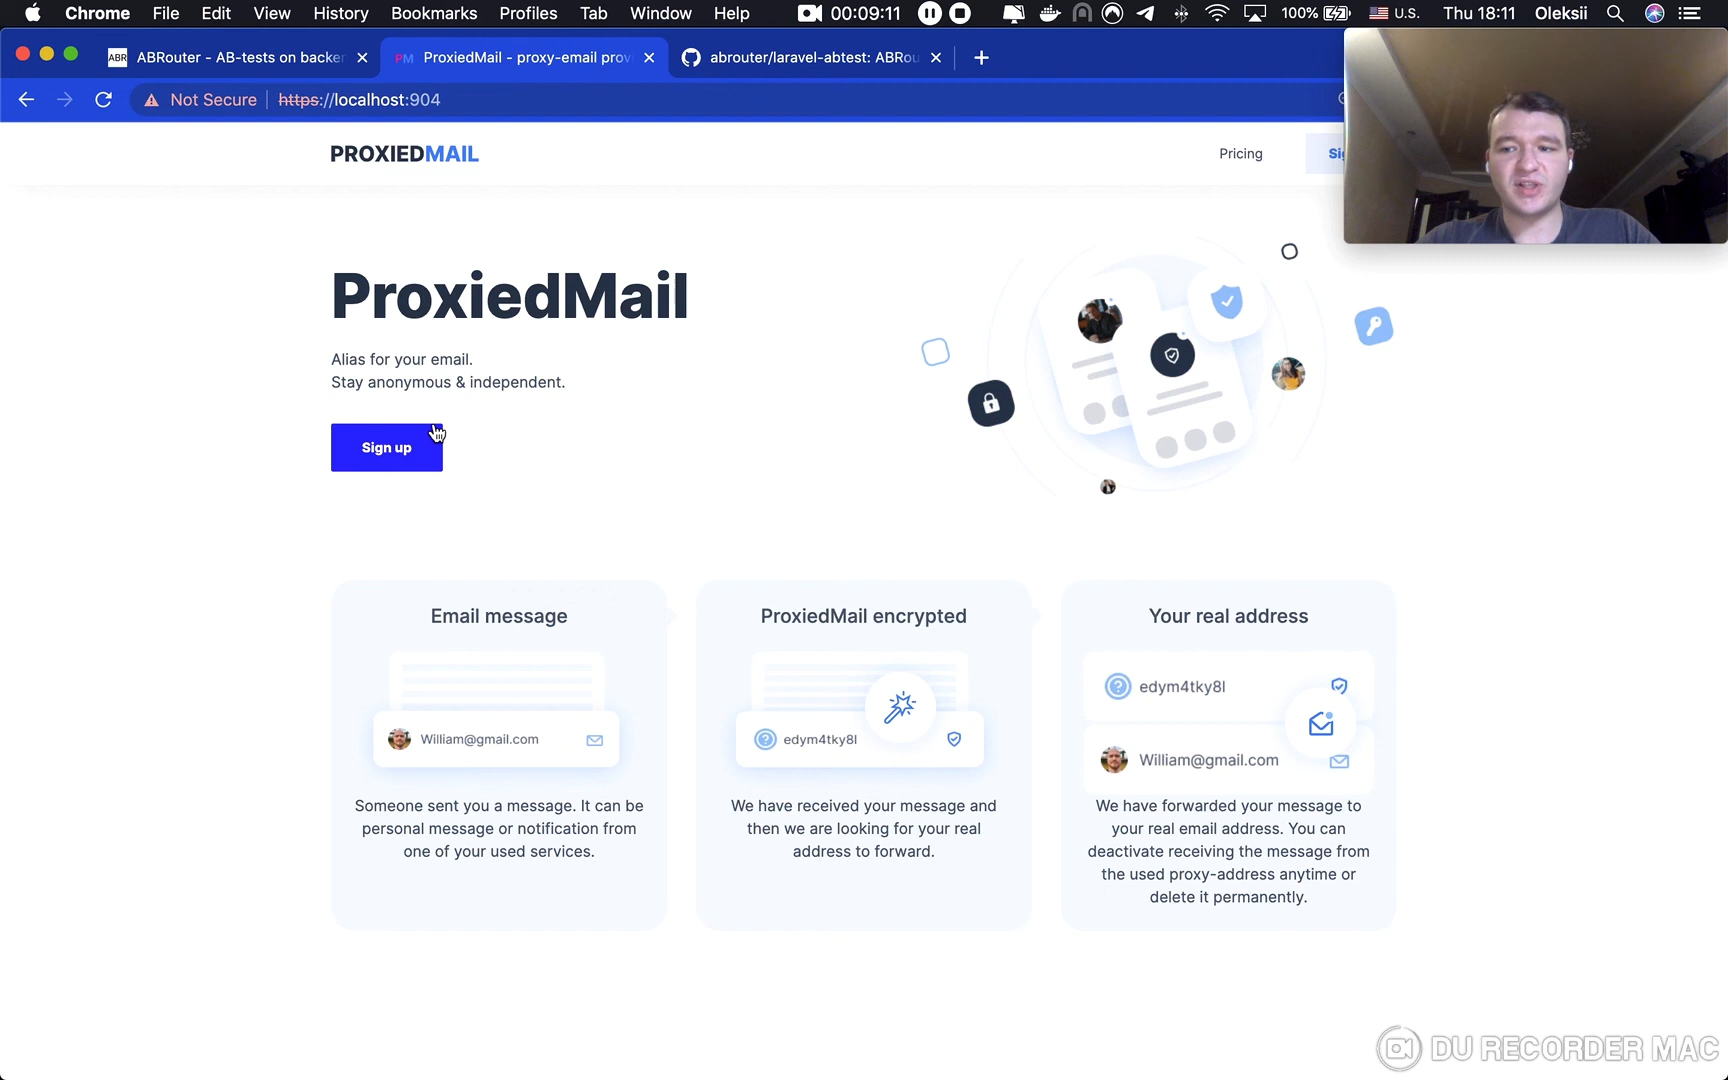 Chrome File Edit View History Bookmarks Profiles Tab Window Help 00:09:11 100% U.S. Thu 18:11 Oleksii
ABR ABRouter - AB-tests on backer
PM ProxiedMail - proxy-email provi
abrouter/laravel-abtest: ABRou
Not Secure https://localhost:904
PROXIEDMAIL
Pricing
Sig
ProxiedMail
Alias for your email.
Stay anonymous & independent.
Sign up
Email message
William@gmail.com
Someone sent you a message. It can be
personal message or notification from
one of your used services.
ProxiedMail encrypted
edym4tky8l
We have received your message and
then we are looking for your real
address to forward.
Your real address
edym4tky8l
William@gmail.com
We have forwarded your message to
your real email address. You can
deactivate receiving the message from
the used proxy-address anytime or
delete it permanently.
DU RECORDER MAC